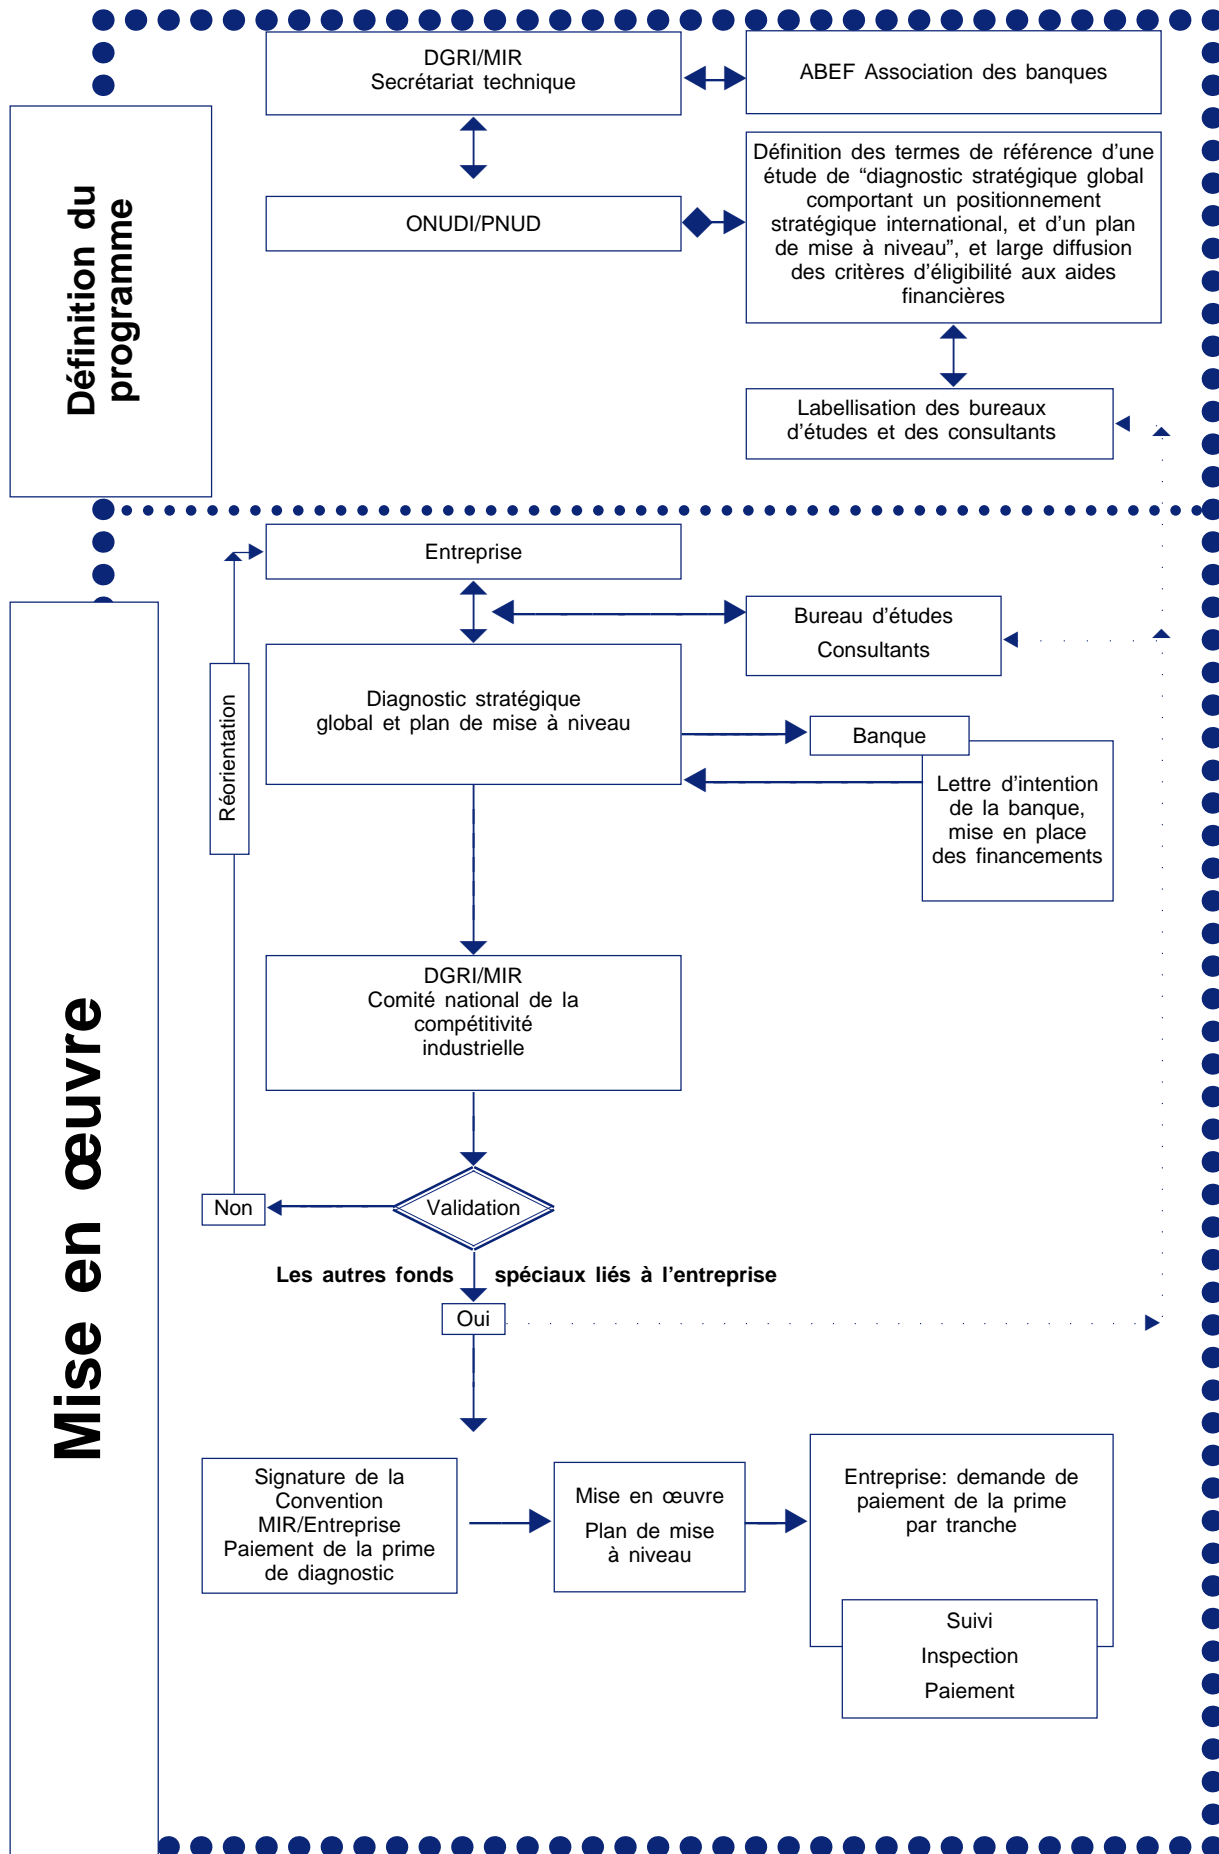 Définition du
programme
DGRI/MIR
Secrétariat technique
ABEF Association des banques
ONUDI/PNUD
Définition des termes de référence d’une
étude de “diagnostic stratégique global
comportant un positionnement
stratégique international, et d’un plan
de mise à niveau”, et large diffusion
des critères d’éligibilité aux aides
financières
Labellisation des bureaux
d’études et des consultants
Mise en œuvre
Entreprise
Bureau d’études
Consultants
Réorientation
Diagnostic stratégique
global et plan de mise à niveau
Banque
Lettre d’intention
de la banque,
mise en place
des financements
DGRI/MIR
Comité national de la
compétitivité
industrielle
Non
Validation
Les autres fonds spéciaux liés à l’entreprise
Oui
Signature de la
Convention
MIR/Entreprise
Paiement de la prime
de diagnostic
Mise en œuvre
Plan de mise
à niveau
Entreprise: demande de
paiement de la prime
par tranche
Suivi
Inspection
Paiement